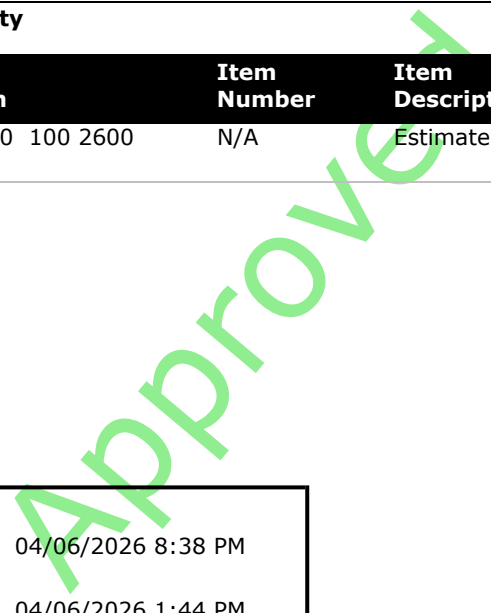 ty
Item Item
n Number Descript
0 100 2600 N/A Estimate
Approved
04/06/2026 8:38 PM
04/06/2026 1:44 PM